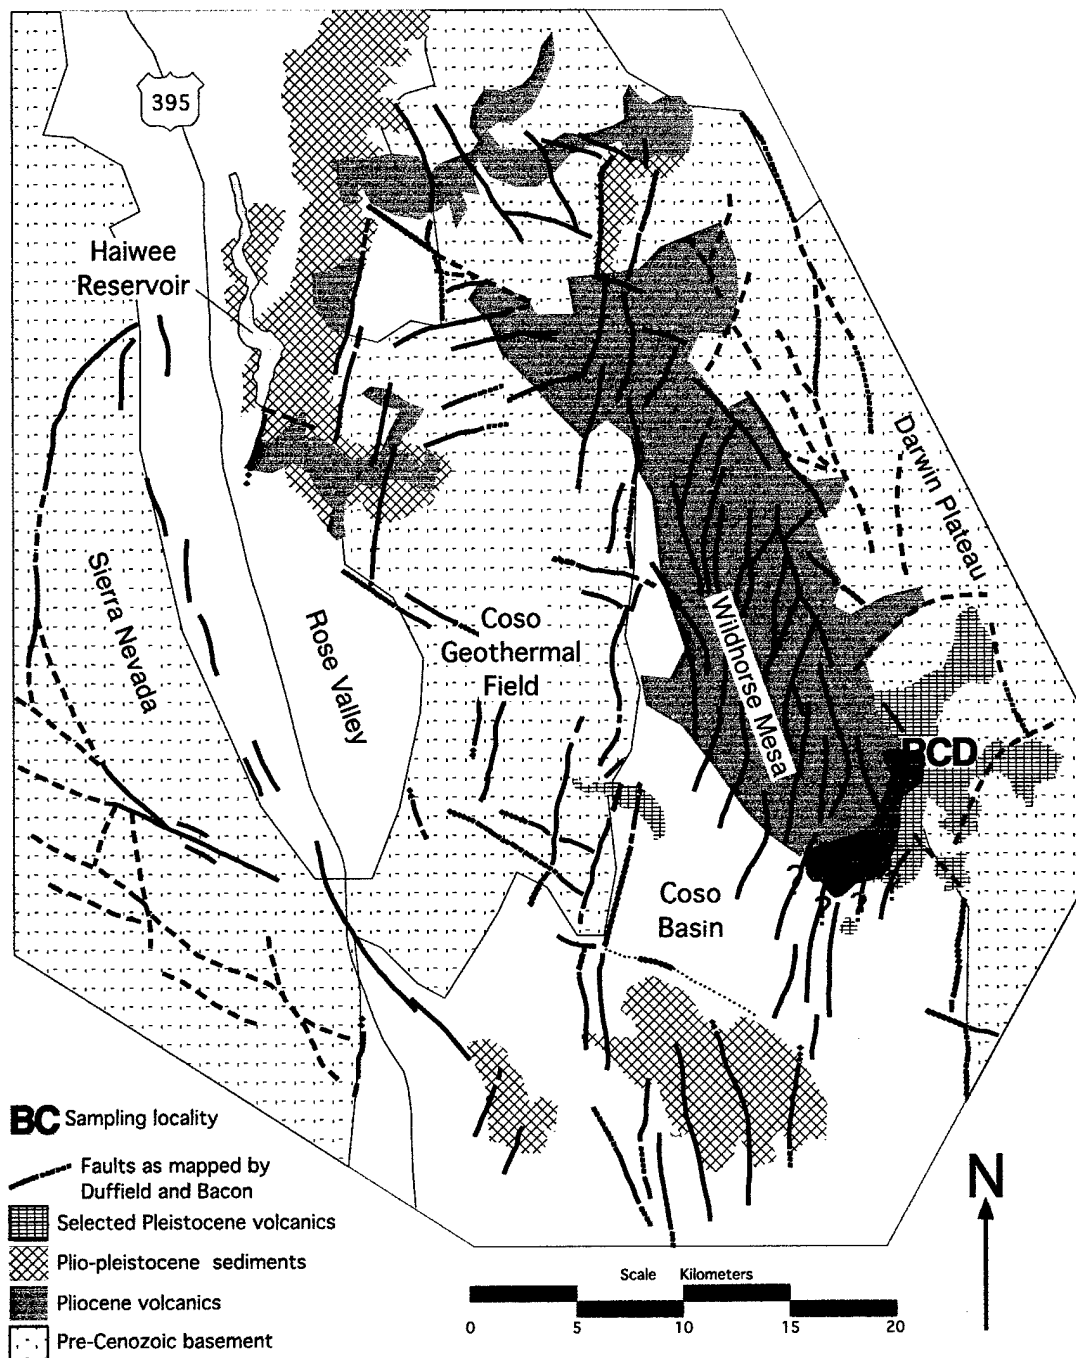 395
Haiwee
Reservoir
Darwin Plateau
Sierra Nevada
Rose Valley
Coso
Geothermal
Field
Wildhorse Mesa
BCD
Coso
Basin
? ? ?
BC Sampling locality
Faults as mapped by
Duffield and Bacon
Selected Pleistocene volcanics
Plio-pleistocene sediments
Pliocene volcanics
Pre-Cenozoic basement
N
Scale Kilometers
0 5 10 15 20